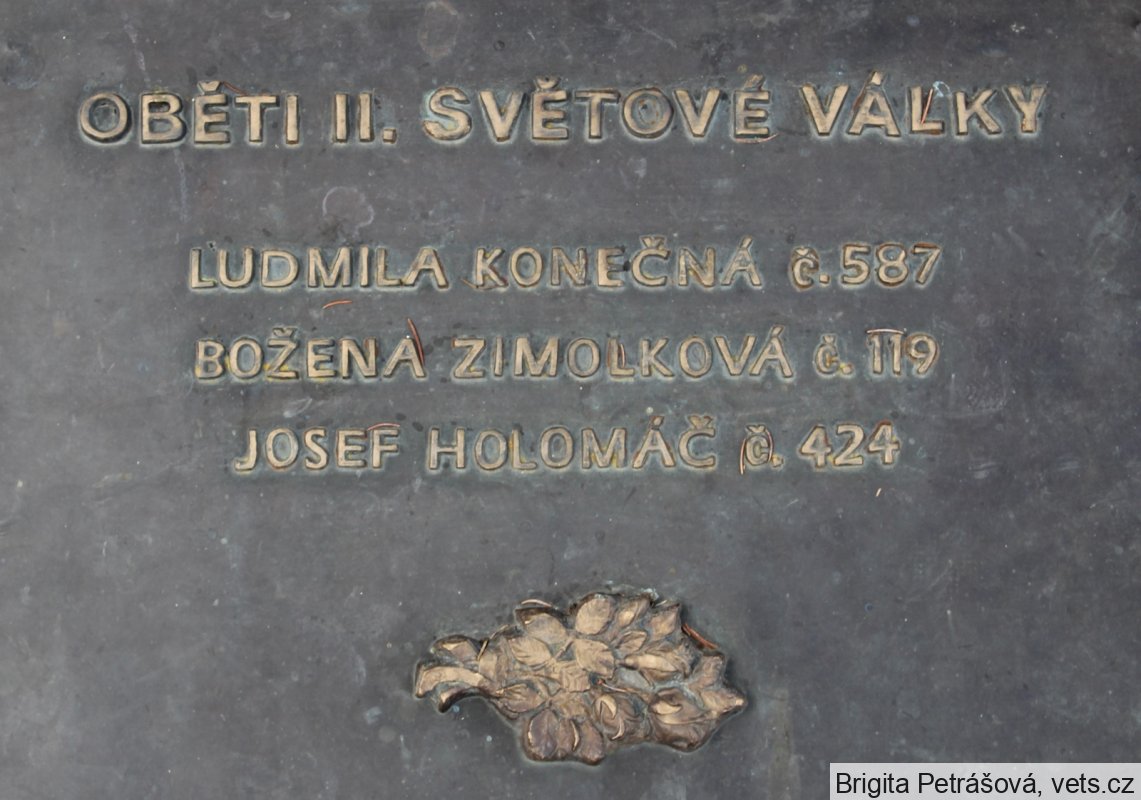 OBĚTI II. SVĚTOVÉ VÁLKY
LUDMILA KONEČNÁ č.587
BOŽENA ZIMOLKOVÁ č. 119
JOSEF HOLOMÁČ č.424
Brigita Petrášová, vets.cz